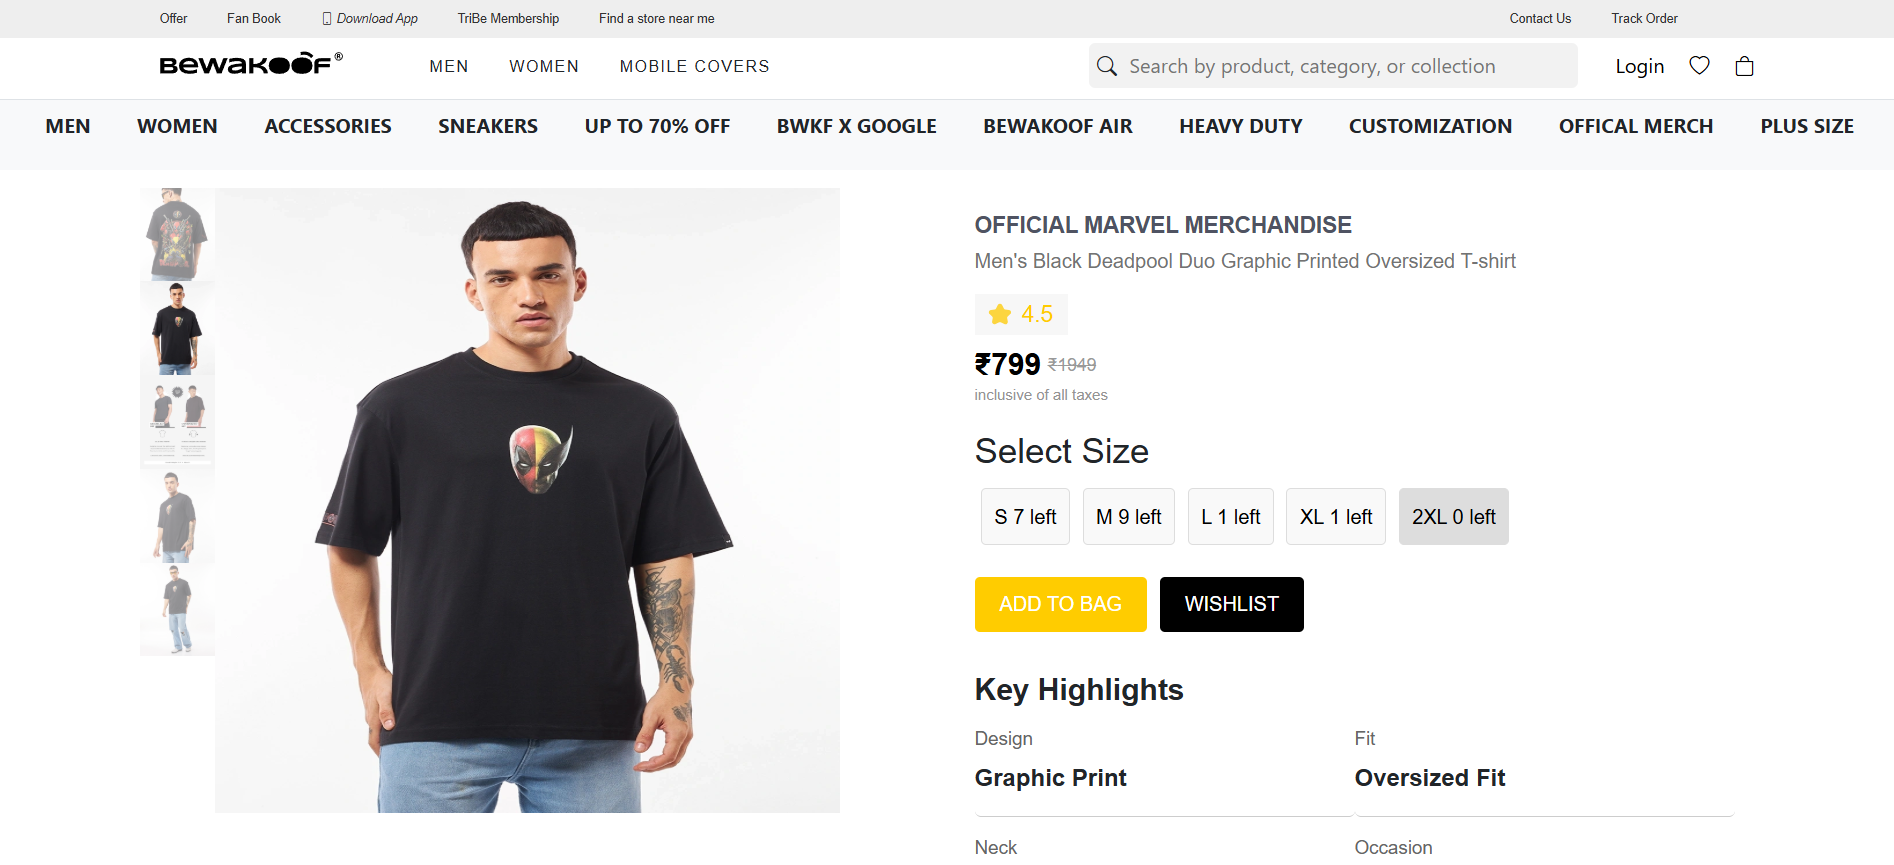 Offer Fan Book Download App TriBe Membership Find a store near me Contact Us Track Order
BEWAKOOF® MEN WOMEN MOBILE COVERS Search by product, category, or collection Login
MEN WOMEN ACCESSORIES SNEAKERS UP TO 70% OFF BWKF X GOOGLE BEWAKOOF AIR HEAVY DUTY CUSTOMIZATION OFFICAL MERCH PLUS SIZE
OFFICIAL MARVEL MERCHANDISE
Men's Black Deadpool Duo Graphic Printed Oversized T-shirt
4.5
₹799 ₹1949
inclusive of all taxes
Select Size
S 7 left M 9 left L 1 left XL 1 left 2XL 0 left
ADD TO BAG WISHLIST
Key Highlights
Design Fit
Graphic Print Oversized Fit
Neck Occasion